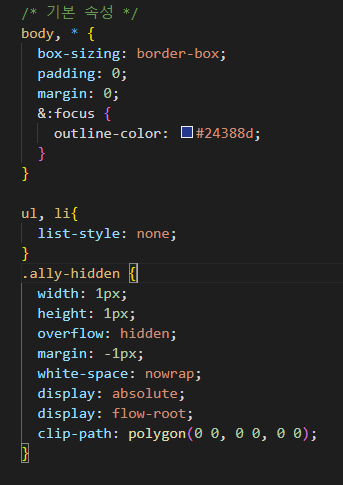 /* 기본 속성 */
body, * {
  box-sizing: border-box;
  padding: 0;
  margin: 0;
  &:focus {
    outline-color: #24388d;
  }
}

ul, li{
  list-style: none;
}
.ally-hidden {
  width: 1px;
  height: 1px;
  overflow: hidden;
  margin: -1px;
  white-space: nowrap;
  display: absolute;
  display: flow-root;
  clip-path: polygon(0 0, 0 0, 0 0);
}